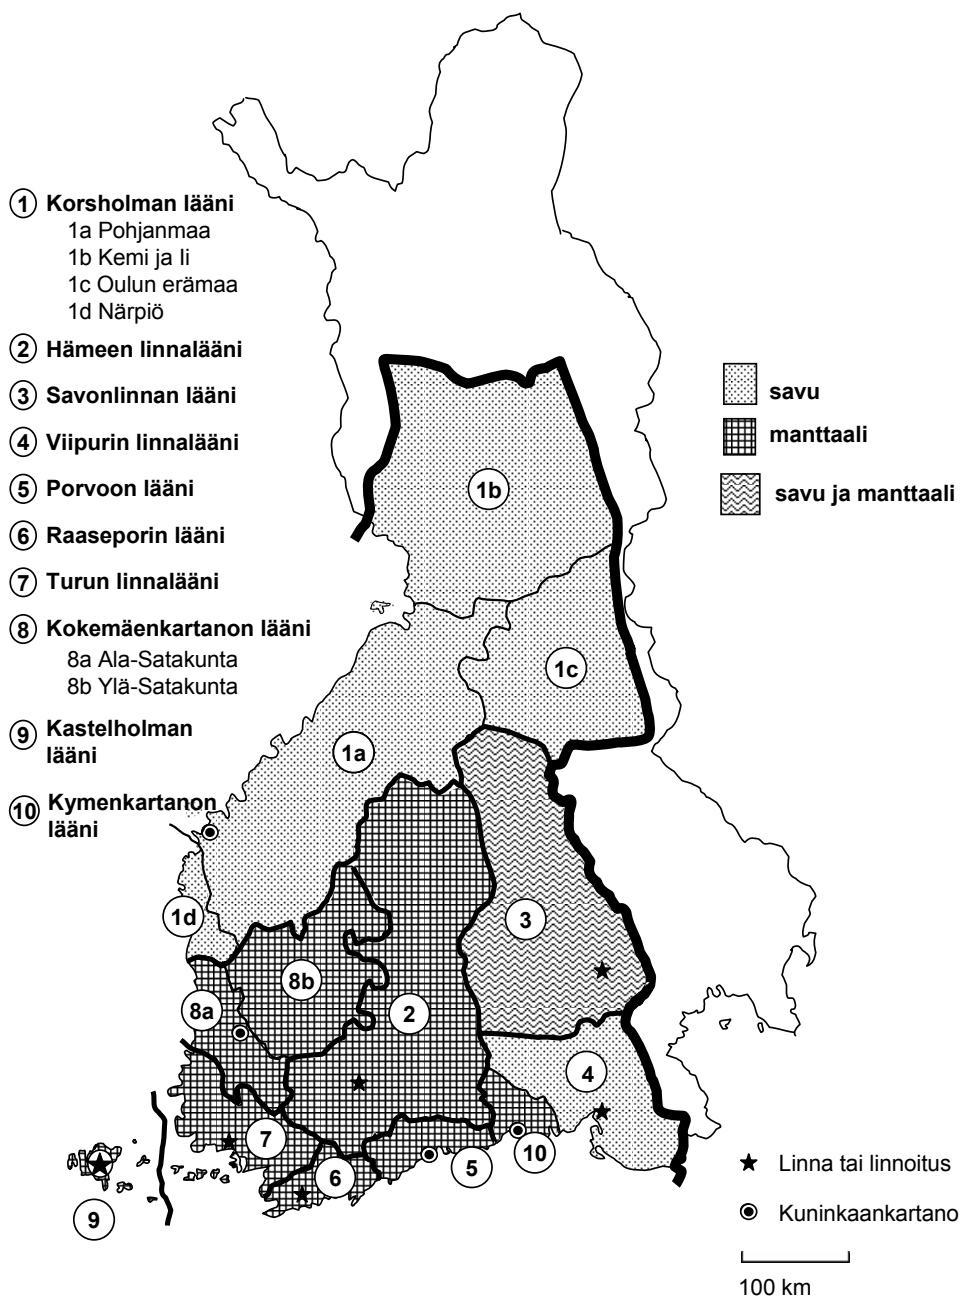 1 Korsholman lääni
1a Pohjanmaa
1b Kemi ja Ii
1c Oulun erämaa
1d Närpiö
2 Hämeen linnalääni
3 Savonlinnan lääni
4 Viipurin linnalääni
5 Porvoon lääni
6 Raaseporin lääni
7 Turun linnalääni
8 Kokemäenkartanon lääni
8a Ala-Satakunta
8b Ylä-Satakunta
9 Kastelholman
lääni
10 Kymenkartanon
lääni
savu
manttaali
savu ja manttaali
1b
1c
1a
1d
3
8b
8a
2
4
7
10
5
6
9
Linna tai linnoitus
Kuninkaankartano
100 km